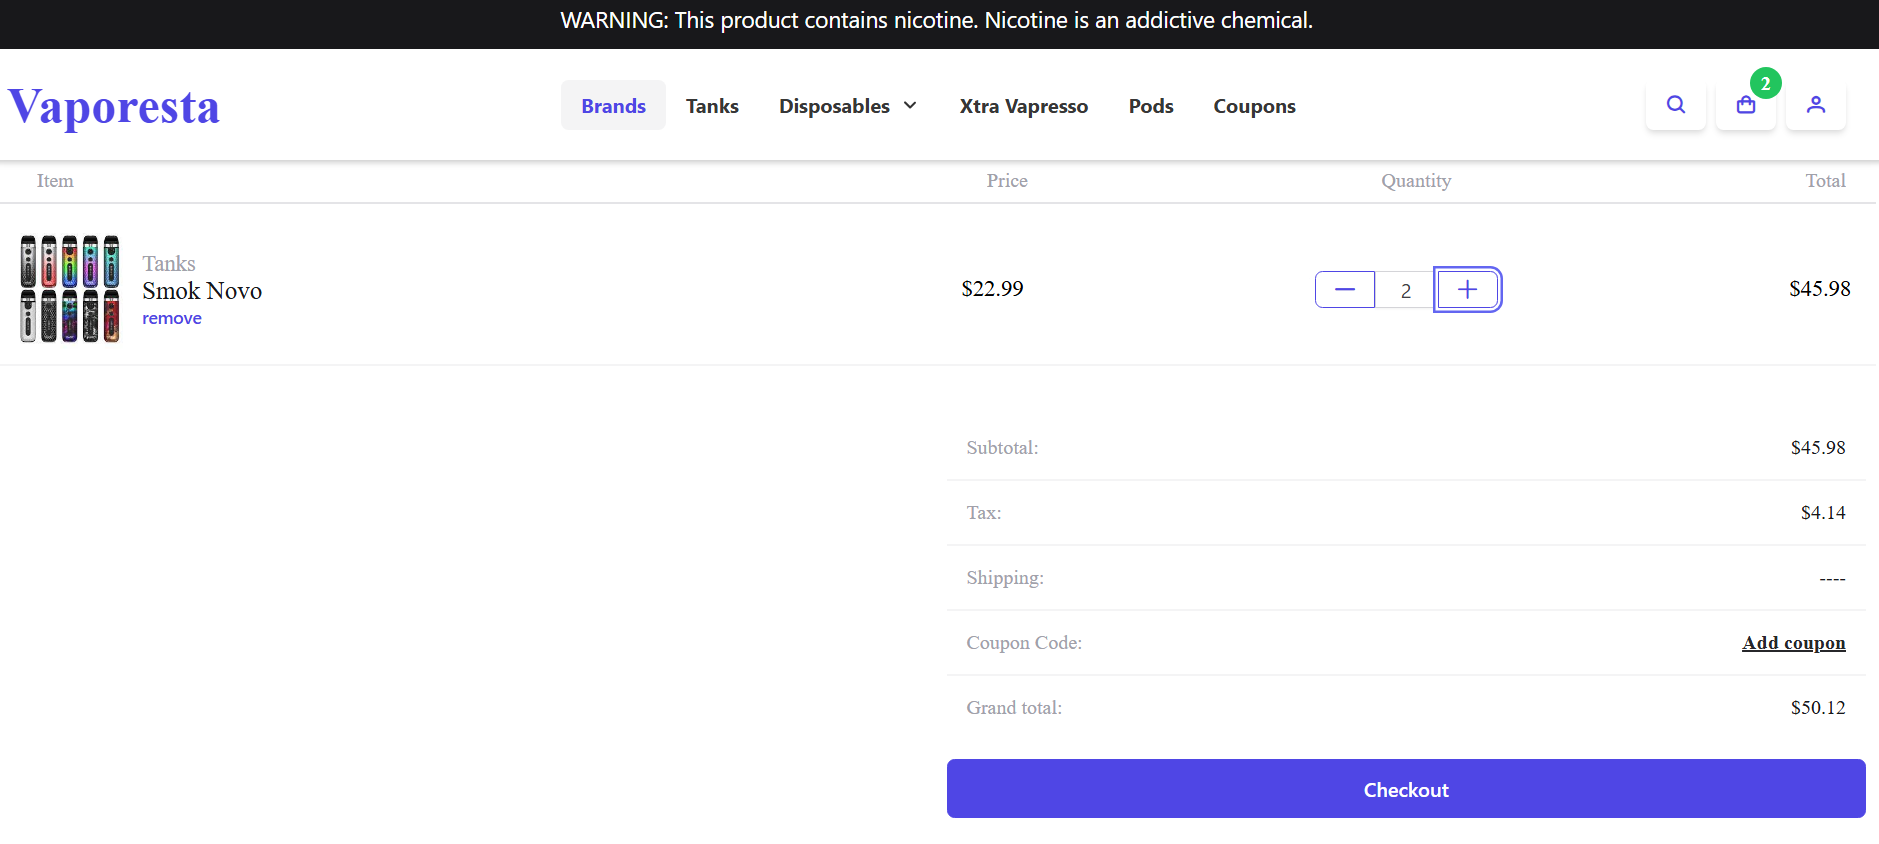 WARNING: This product contains nicotine. Nicotine is an addictive chemical.
Vaporesta
Brands Tanks Disposables Xtra Vapresso Pods Coupons 2
Item Price Quantity Total
Tanks
Smok Novo
remove
$22.99 2 $45.98
Subtotal: $45.98
Tax: $4.14
Shipping: ----
Coupon Code: Add coupon
Grand total: $50.12
Checkout